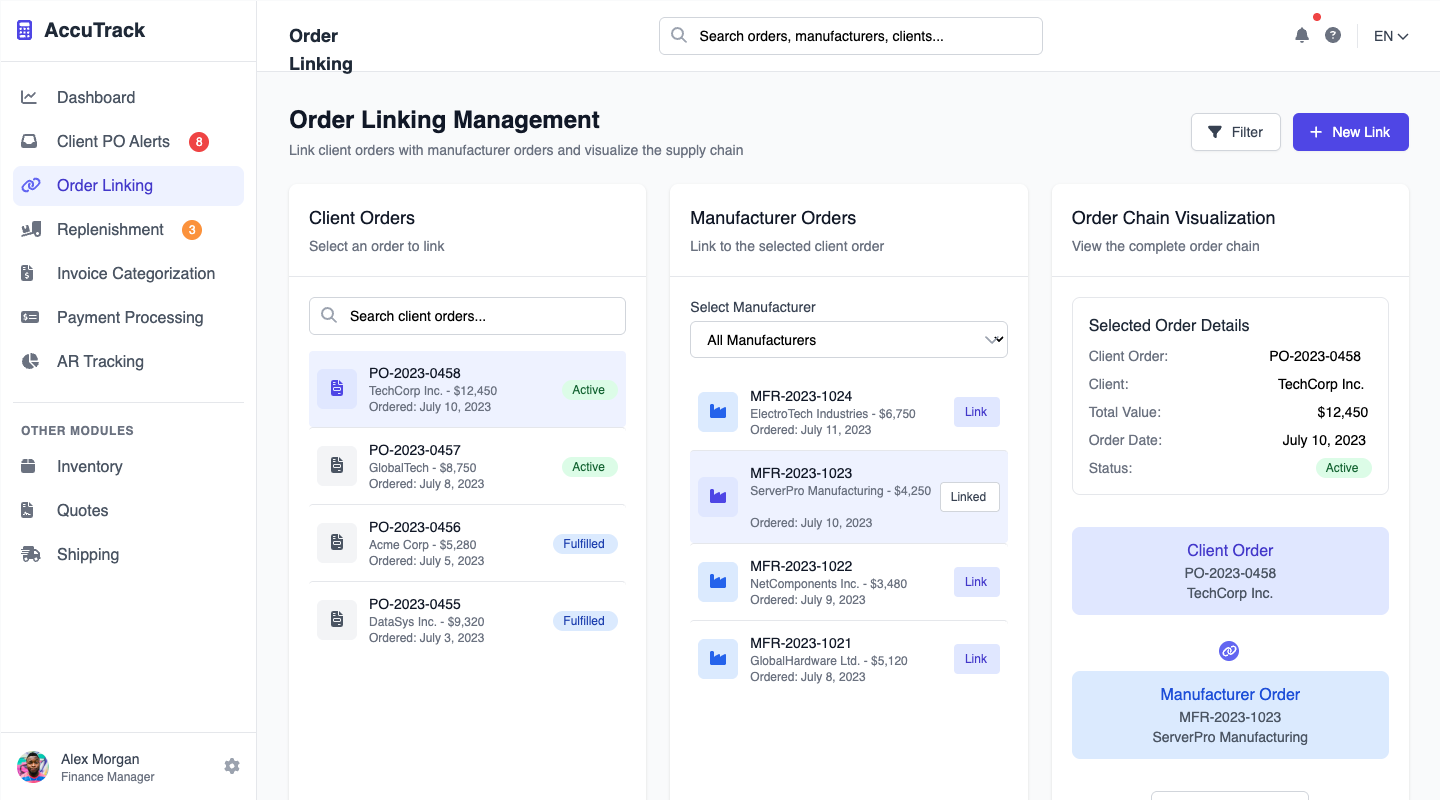 AccuTrack
Dashboard
Client PO Alerts 8
Order Linking
Replenishment 3
Invoice Categorization
Payment Processing
AR Tracking
OTHER MODULES
Inventory
Quotes
Shipping
Alex Morgan
Finance Manager
Order
Linking
Search orders, manufacturers, clients...
EN
Order Linking Management
Link client orders with manufacturer orders and visualize the supply chain
Filter
New Link
Client Orders
Select an order to link
Search client orders...
PO-2023-0458
TechCorp Inc. - $12,450
Ordered: July 10, 2023
Active
PO-2023-0457
GlobalTech - $8,750
Ordered: July 8, 2023
Active
PO-2023-0456
Acme Corp - $5,280
Ordered: July 5, 2023
Fulfilled
PO-2023-0455
DataSys Inc. - $9,320
Ordered: July 3, 2023
Fulfilled
Manufacturer Orders
Link to the selected client order
Select Manufacturer
All Manufacturers
MFR-2023-1024
ElectroTech Industries - $6,750
Ordered: July 11, 2023
Link
MFR-2023-1023
ServerPro Manufacturing - $4,250
Ordered: July 10, 2023
Linked
MFR-2023-1022
NetComponents Inc. - $3,480
Ordered: July 9, 2023
Link
MFR-2023-1021
GlobalHardware Ltd. - $5,120
Ordered: July 8, 2023
Link
Order Chain Visualization
View the complete order chain
Selected Order Details
Client Order: PO-2023-0458
Client: TechCorp Inc.
Total Value: $12,450
Order Date: July 10, 2023
Status: Active
Client Order
PO-2023-0458
TechCorp Inc.
Manufacturer Order
MFR-2023-1023
ServerPro Manufacturing